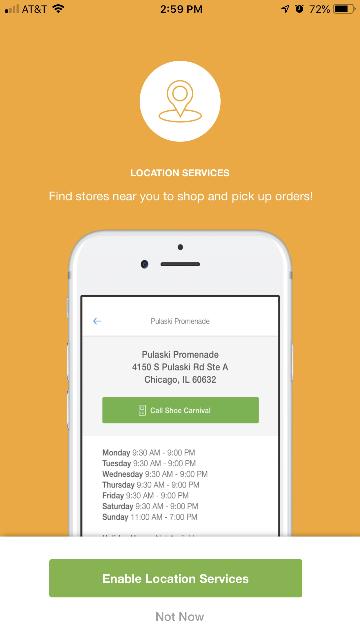 AT&T
2:59 PM
72%
LOCATION SERVICES
Find stores near you to shop and pick up orders!
Pulaski Promenade
Pulaski Promenade
4150 S Pulaski Rd Ste A
Chicago, IL 60632
Call Shoe Carnival
Monday 9:30 AM - 9:00 PM
Tuesday 9:30 AM - 9:00 PM
Wednesday 9:30 AM - 9:00 PM
Thursday 9:30 AM - 9:00 PM
Friday 9:30 AM - 9:00 PM
Saturday 9:30 AM - 9:00 PM
Sunday 11:00 AM - 7:00 PM
Enable Location Services
Not Now